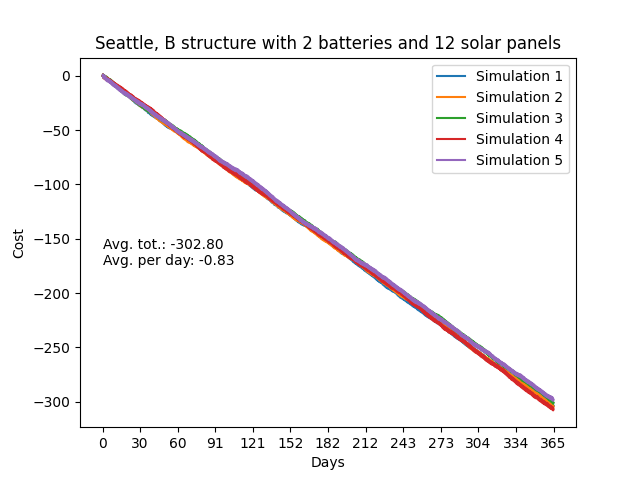 Seattle, B structure with 2 batteries and 12 solar panels
Simulation 1
Simulation 2
Simulation 3
Simulation 4
Simulation 5
Avg. tot.: -302.80
Avg. per day: -0.83
Cost
0
−50
−100
−150
−200
−250
−300
0 30 60 91 121 152 182 212 243 273 304 334 365
Days